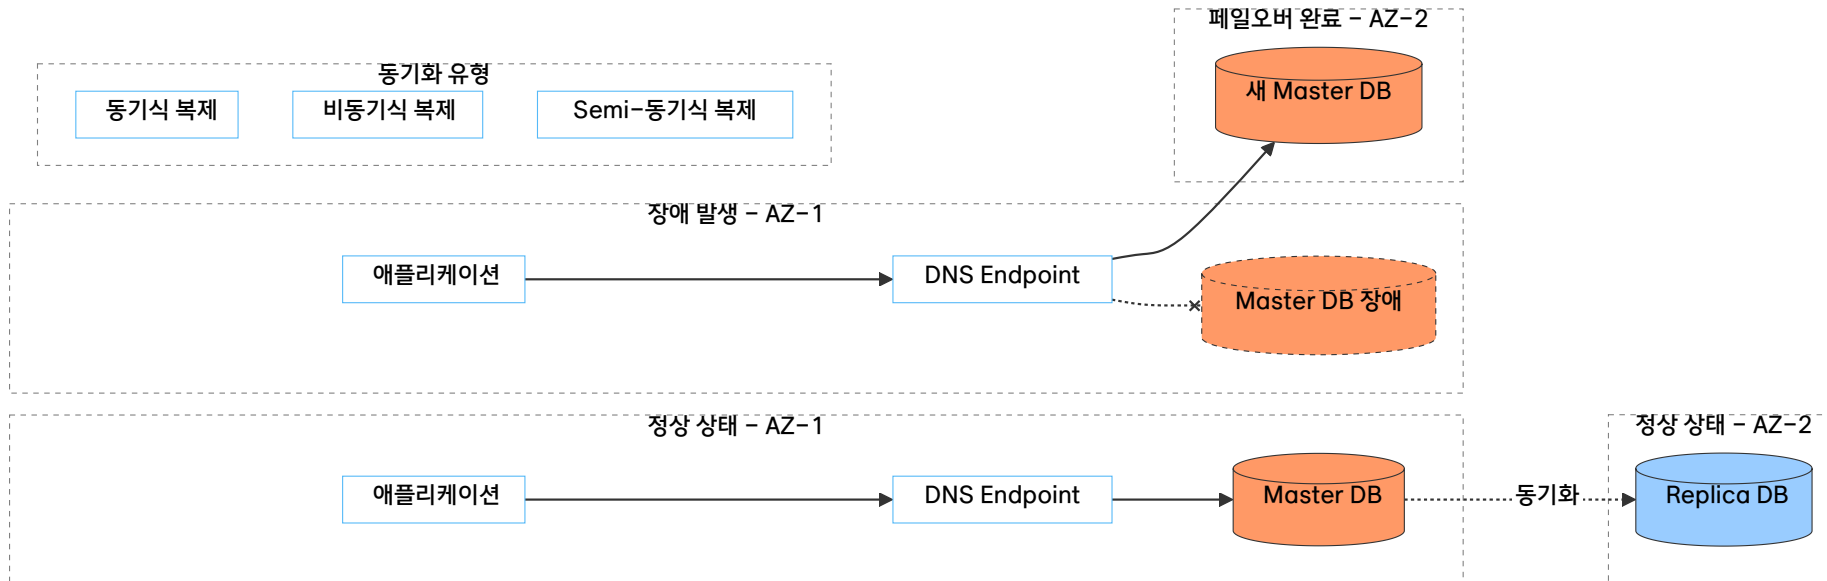 페일오버 완료 - AZ-2
새 Master DB
동기화 유형
동기식 복제
비동기식 복제
Semi-동기식 복제
장애 발생 - AZ-1
애플리케이션
DNS Endpoint
Master DB 장애
정상 상태 - AZ-1
애플리케이션
DNS Endpoint
Master DB
동기화
정상 상태 - AZ-2
Replica DB